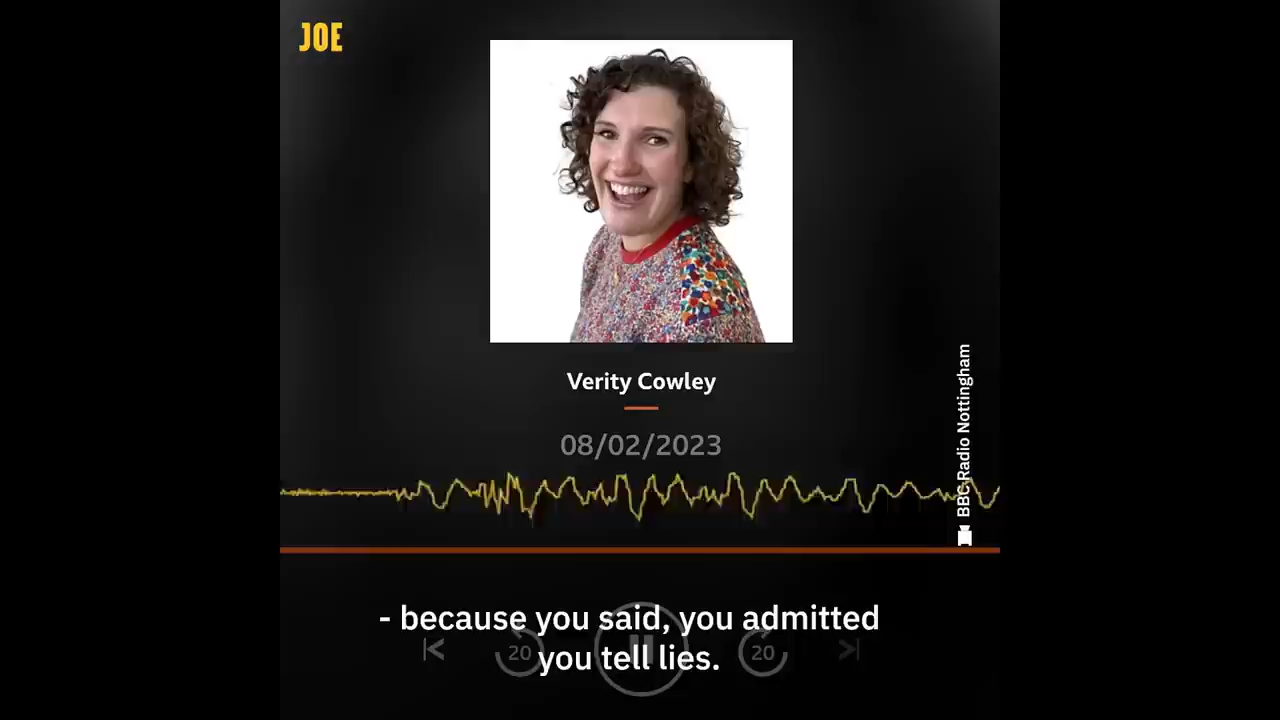 JOE
Verity Cowley
08/02/2023
BBC Radio Nottingham
- because you said, you admitted
you tell lies.
20
20